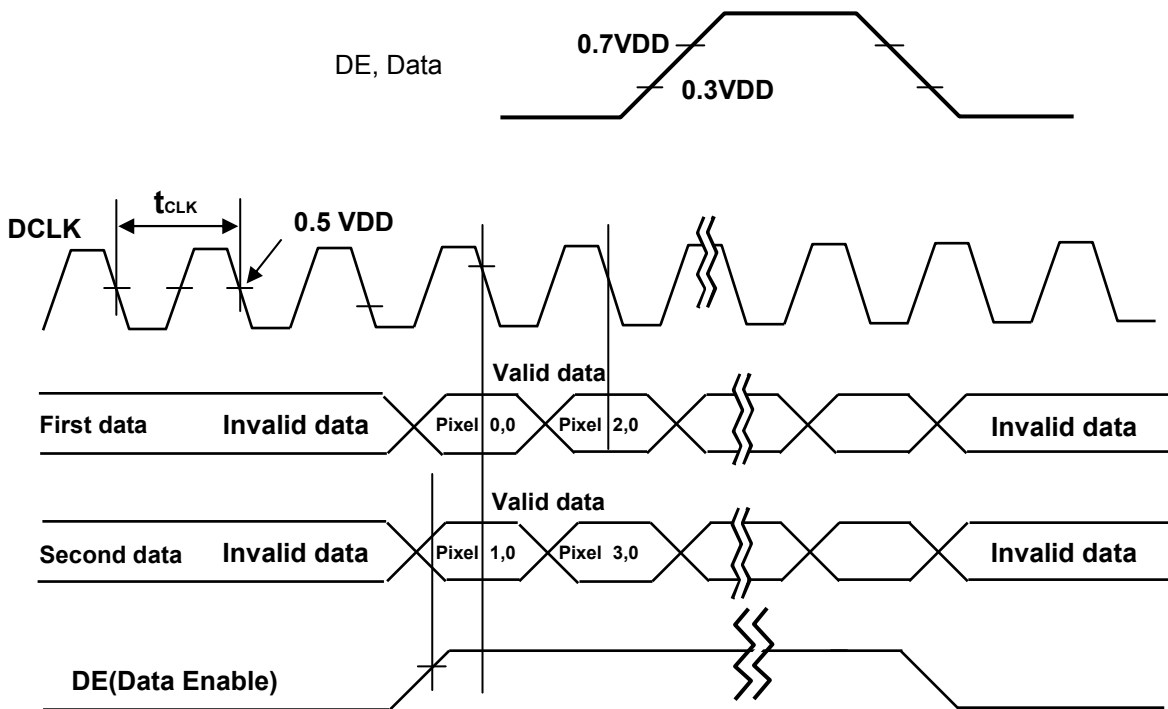 0.7VDD
DE, Data
0.3VDD
tCLK
0.5 VDD
DCLK
Valid data
First data Invalid data Pixel 0,0 Pixel 2,0 Invalid data
Valid data
Second data Invalid data Pixel 1,0 Pixel 3,0 Invalid data
DE(Data Enable)